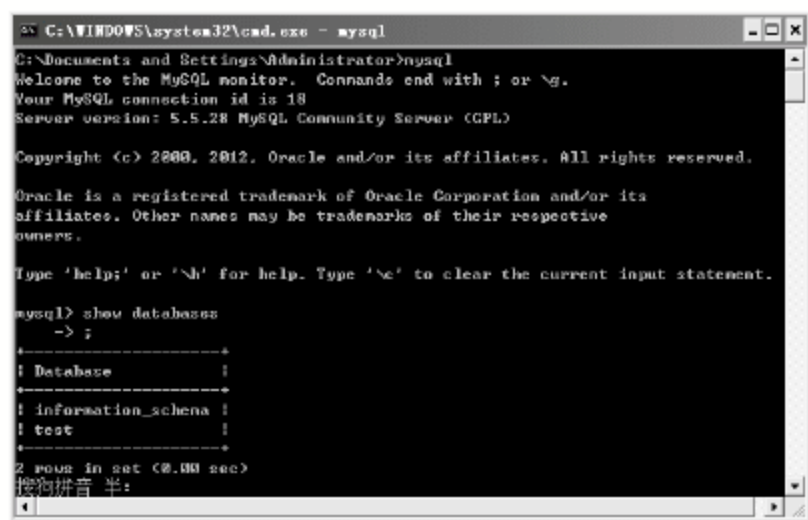 C:\WINDOWS\system32\cmd.exe - mysql
C:\Documents and Settings\Administrator>mysql
Welcome to the MySQL monitor.  Commands end with ; or \g.
Your MySQL connection id is 18
Server version: 5.5.28 MySQL Community Server (GPL)
Copyright (c) 2000, 2012, Oracle and/or its affiliates. All rights reserved.
Oracle is a registered trademark of Oracle Corporation and/or its
affiliates. Other names may be trademarks of their respective
owners.
Type 'help;' or '\h' for help. Type '\c' to clear the current input statement.
mysql> show databases
    -> ;
+--------------------+
| Database           |
+--------------------+
| information_schema |
| test               |
+--------------------+
2 rows in set (0.00 sec)
搜狗拼音 半: